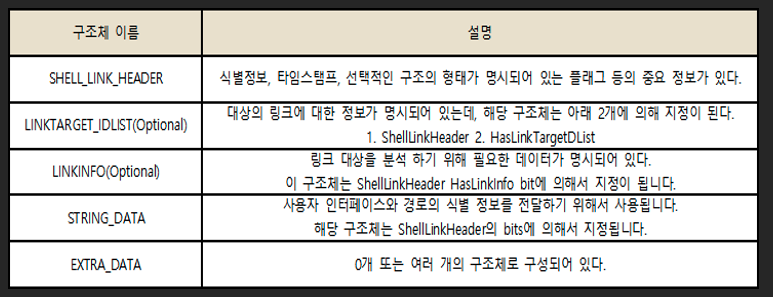 구조체 이름
설명
SHELL_LINK_HEADER
식별정보, 타임스탬프, 선택적인 구조의 형태가 명시되어 있는 플래그 등의 중요 정보가 있다.
LINKTARGET_IDLIST(Optional)
대상의 링크에 대한 정보가 명시되어 있는데, 해당 구조체는 아래 2개에 의해 지정이 된다.
1. ShellLinkHeader 2. HasLinkTargetDList
LINKINFO(Optional)
링크 대상을 분석 하기 위해 필요한 데이터가 명시되어 있다.
이 구조체는 ShellLinkHeader HasLinkInfo bit에 의해서 지정이 됩니다.
STRING_DATA
사용자 인터페이스와 경로의 식별 정보를 전달하기 위해서 사용됩니다.
해당 구조체는 ShellLinkHeader의 bits에 의해서 지정됩니다.
EXTRA_DATA
0개 또는 여러 개의 구조체로 구성되어 있다.